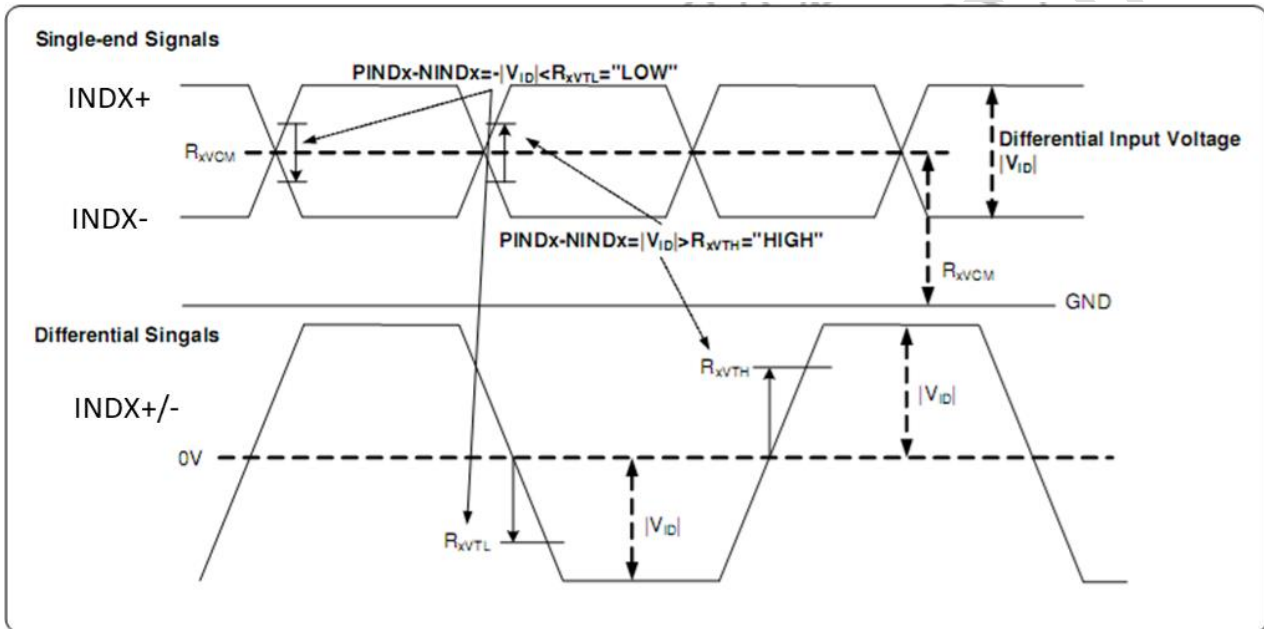 Single-end Signals
PINDx-NINDx=-|VID|<RxVTL="LOW"
INDX+
Differential Input Voltage
|VID|
RxVCM
INDX-
PINDx-NINDx=|VID|>RxVTH="HIGH"
RxVCM
GND
Differential Singals
RxVTH
|VID|
INDX+/-
0V
|VID|
RxVTL